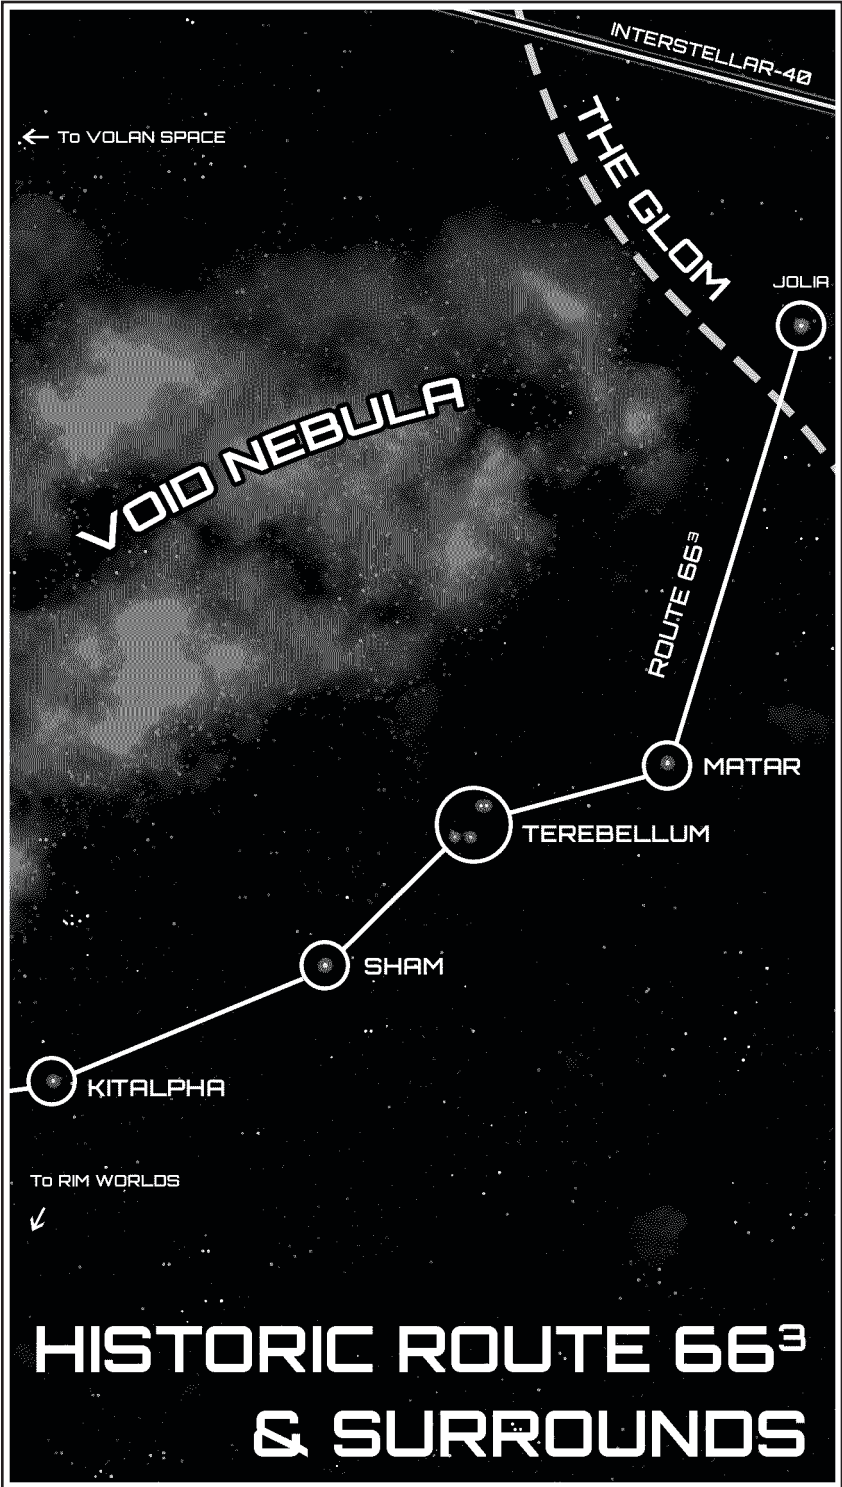 INTERSTELLAR-40
← To VOLAN SPACE
THE GLOM
JOLIA
VOID NEBULA
ROUTE 66³
MATAR
TEREBELLUM
SHAM
KITALPHA
To RIM WORLDS
HISTORIC ROUTE 66³
& SURROUNDS